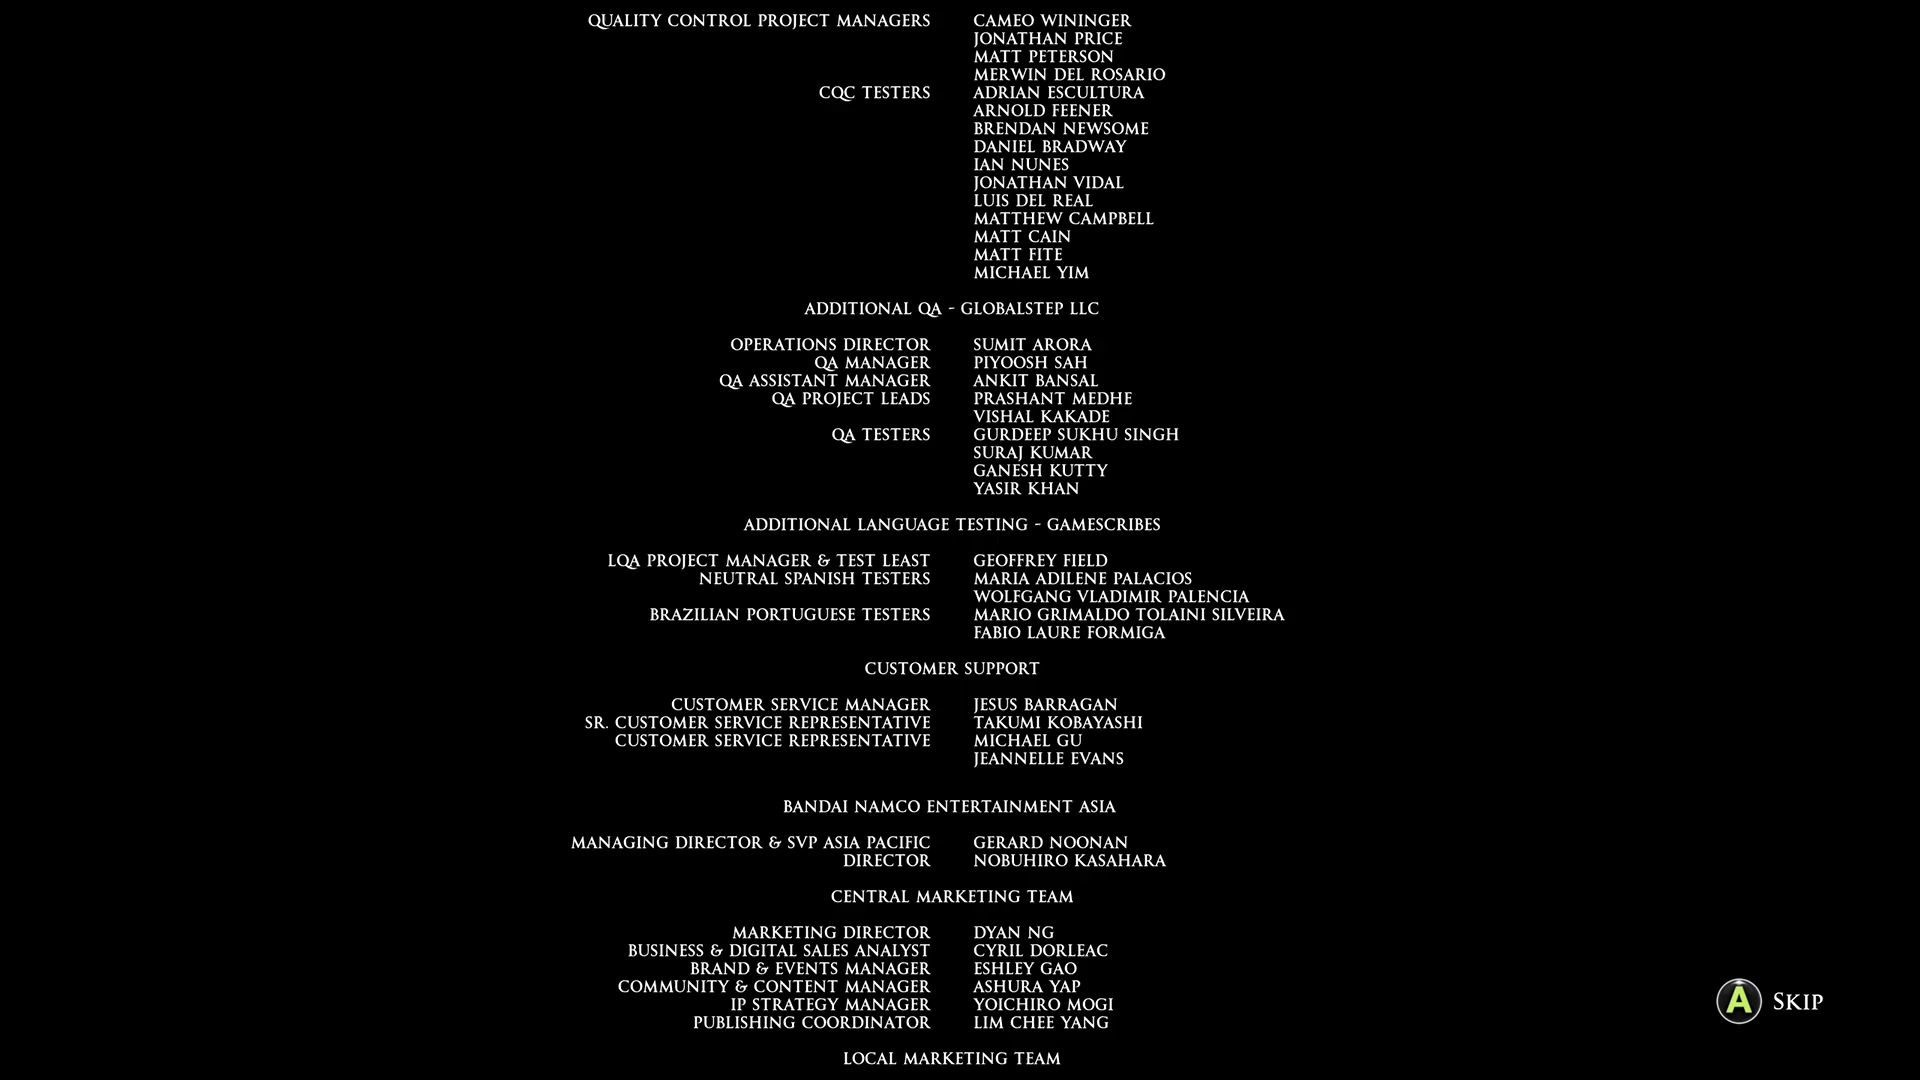 QUALITY CONTROL PROJECT MANAGERS CAMEO WININGER
JONATHAN PRICE
MATT PETERSON
MERWIN DEL ROSARIO
CQC TESTERS ADRIAN ESCULTURA
ARNOLD FEENER
BRENDAN NEWSOME
DANIEL BRADWAY
IAN NUNES
JONATHAN VIDAL
LUIS DEL REAL
MATTHEW CAMPBELL
MATT CAIN
MATT FITE
MICHAEL YIM
ADDITIONAL QA - GLOBALSTEP LLC
OPERATIONS DIRECTOR SUMIT ARORA
QA MANAGER PIYOOSH SAH
QA ASSISTANT MANAGER ANKIT BANSAL
QA PROJECT LEADS PRASHANT MEDHE
VISHAL KAKADE
QA TESTERS GURDEEP SUKHU SINGH
SURAJ KUMAR
GANESH KUTTY
YASIR KHAN
ADDITIONAL LANGUAGE TESTING - GAMESCRIBES
LQA PROJECT MANAGER & TEST LEAST GEOFFREY FIELD
NEUTRAL SPANISH TESTERS MARIA ADILENE PALACIOS
WOLFGANG VLADIMIR PALENCIA
BRAZILIAN PORTUGUESE TESTERS MARIO GRIMALDO TOLAINI SILVEIRA
FABIO LAURE FORMIGA
CUSTOMER SUPPORT
CUSTOMER SERVICE MANAGER JESUS BARRAGAN
SR. CUSTOMER SERVICE REPRESENTATIVE TAKUMI KOBAYASHI
CUSTOMER SERVICE REPRESENTATIVE MICHAEL GU
JEANNELLE EVANS
BANDAI NAMCO ENTERTAINMENT ASIA
MANAGING DIRECTOR & SVP ASIA PACIFIC GERARD NOONAN
DIRECTOR NOBUHIRO KASAHARA
CENTRAL MARKETING TEAM
MARKETING DIRECTOR DYAN NG
BUSINESS & DIGITAL SALES ANALYST CYRIL DORLEAC
BRAND & EVENTS MANAGER ESHLEY GAO
COMMUNITY & CONTENT MANAGER ASHURA YAP
IP STRATEGY MANAGER YOICHIRO MOGI
PUBLISHING COORDINATOR LIM CHEE YANG
LOCAL MARKETING TEAM
A SKIP